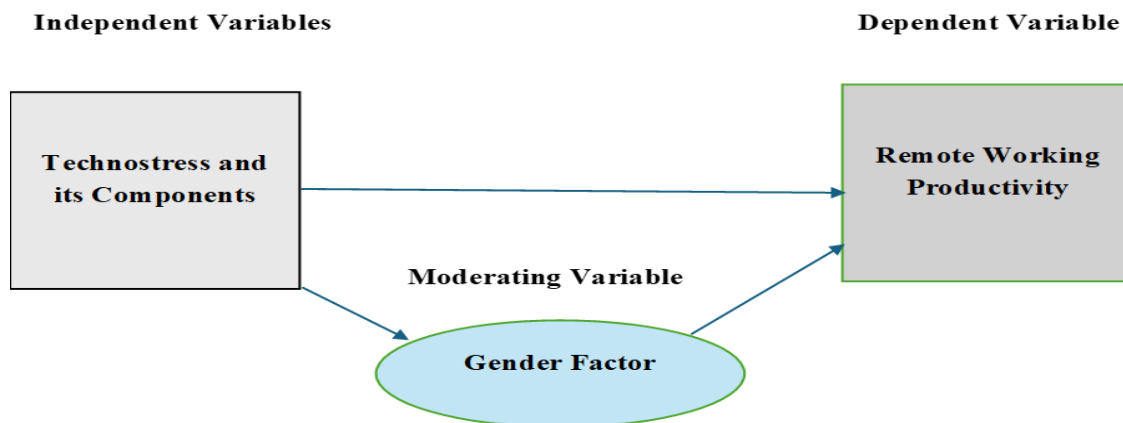 Independent Variables
Dependent Variable
Technostress and
its Components
Remote Working
Productivity
Moderating Variable
Gender Factor